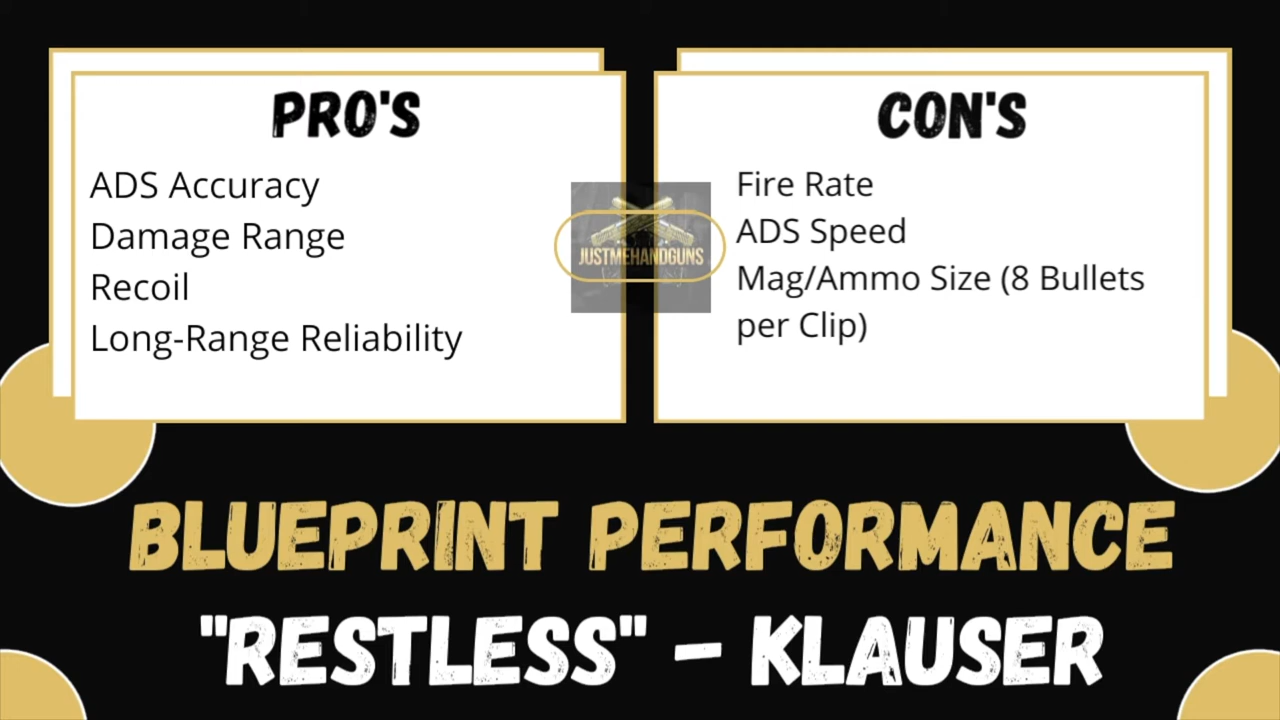 PRO'S
ADS Accuracy
Damage Range
Recoil
Long-Range Reliability
CON'S
Fire Rate
ADS Speed
Mag/Ammo Size (8 Bullets
per Clip)
JUSTMEHANDGUNS
BLUEPRINT PERFORMANCE
"RESTLESS" - KLAUSER